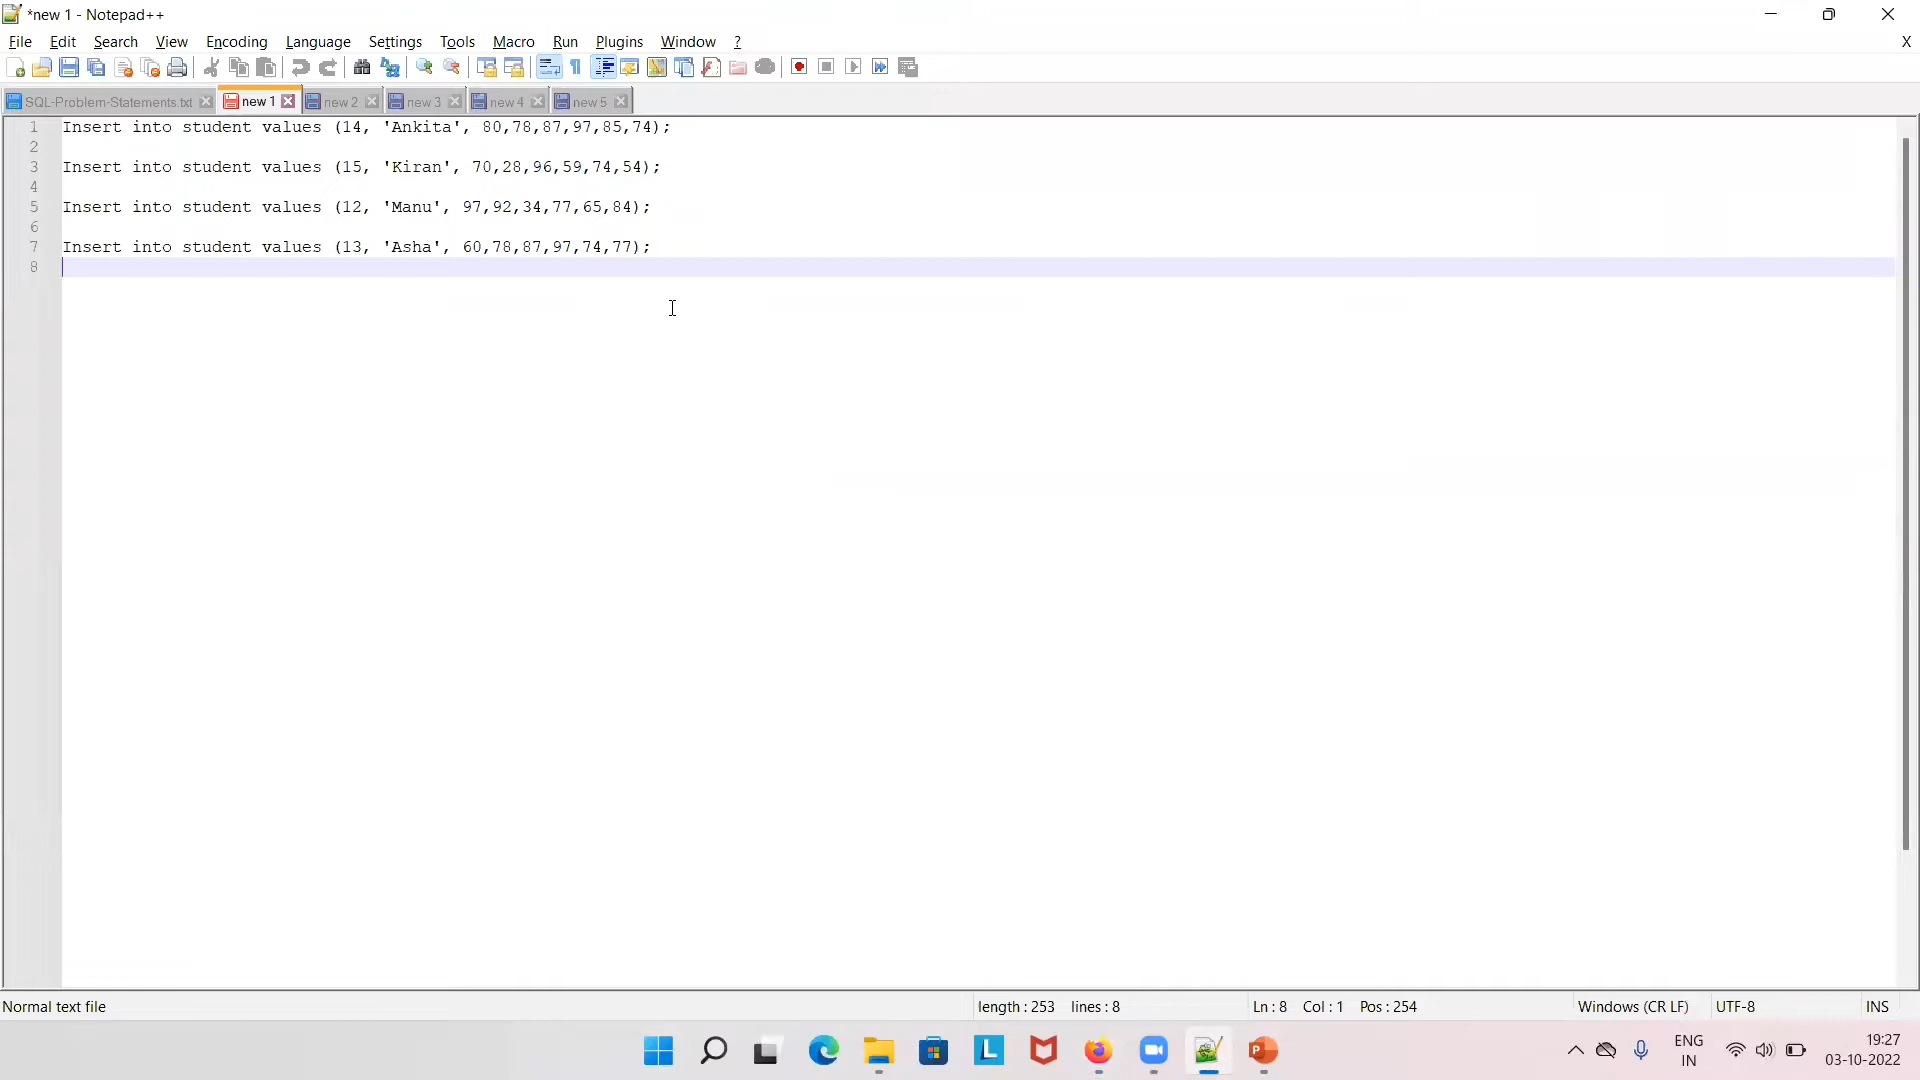 *new 1 - Notepad++
File Edit Search View Encoding Language Settings Tools Macro Run Plugins Window ? X
SQL-Problem-Statements.txt new 1 new 2 new 3 new 4 new 5
1 Insert into student values (14, 'Ankita', 80,78,87,97,85,74);
2
3 Insert into student values (15, 'Kiran', 70,28,96,59,74,54);
4
5 Insert into student values (12, 'Manu', 97,92,34,77,65,84);
6
7 Insert into student values (13, 'Asha', 60,78,87,97,74,77);
8
Normal text file length : 253 lines : 8 Ln : 8 Col : 1 Pos : 254 Windows (CR LF) UTF-8 INS
ENG 19:27
IN 03-10-2022